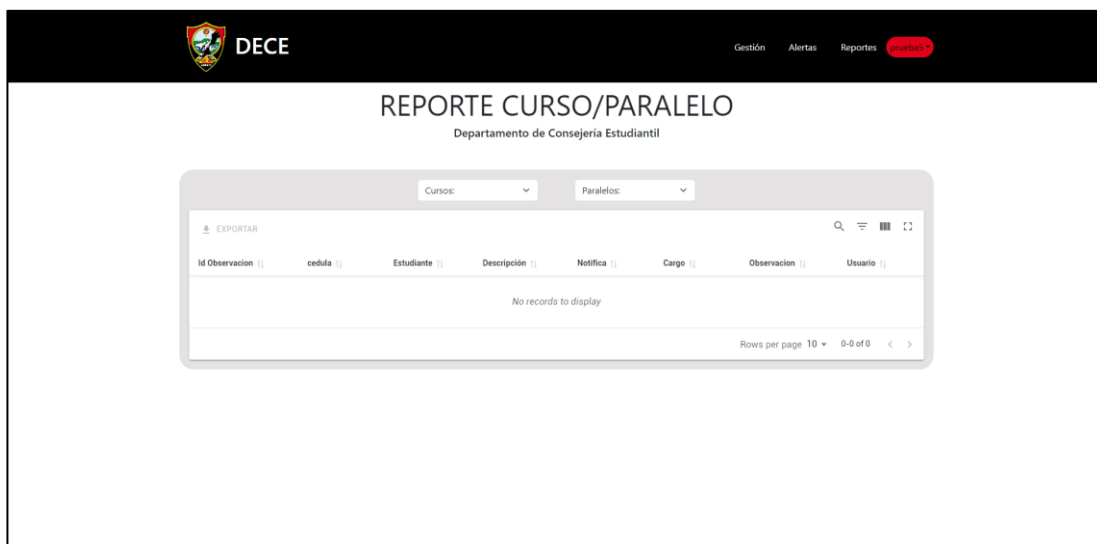 DECE
Gestión Alertas Reportes prueba5
REPORTE CURSO/PARALELO
Departamento de Consejería Estudiantil
Cursos: Paralelos:
EXPORTAR
Id Observacion cedula Estudiante Descripción Notifica Cargo Observacion Usuario
No records to display
Rows per page 10 0-0 of 0